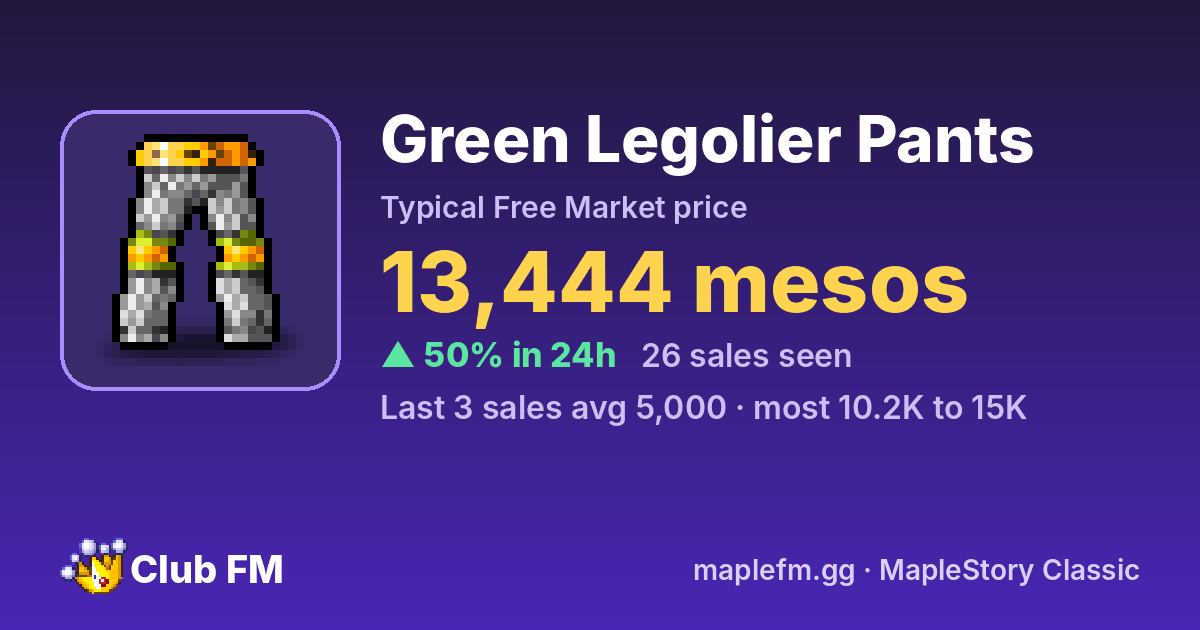 Green Legolier Pants
Typical Free Market price
13,444 mesos
▲ 50% in 24h 26 sales seen
Last 3 sales avg 5,000 · most 10.2K to 15K
Club FM
maplefm.gg · MapleStory Classic